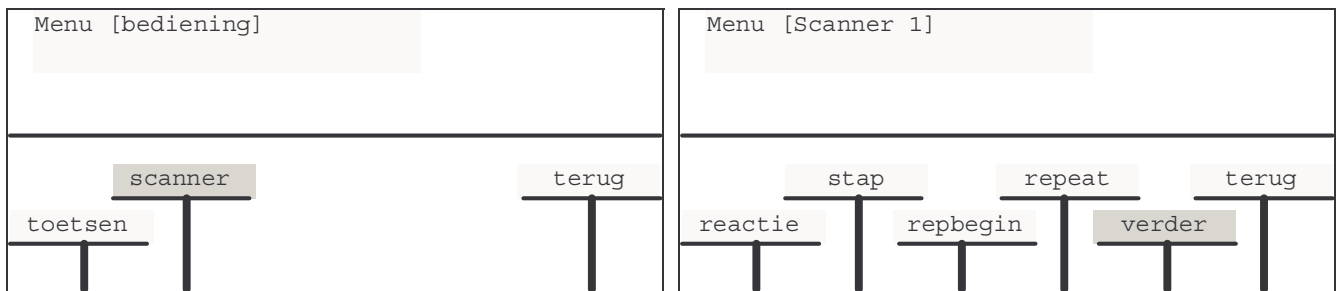 Menu [bediening]
scanner
terug
toetsen
Menu [Scanner 1]
stap
repeat
terug
reactie
repbegin
verder